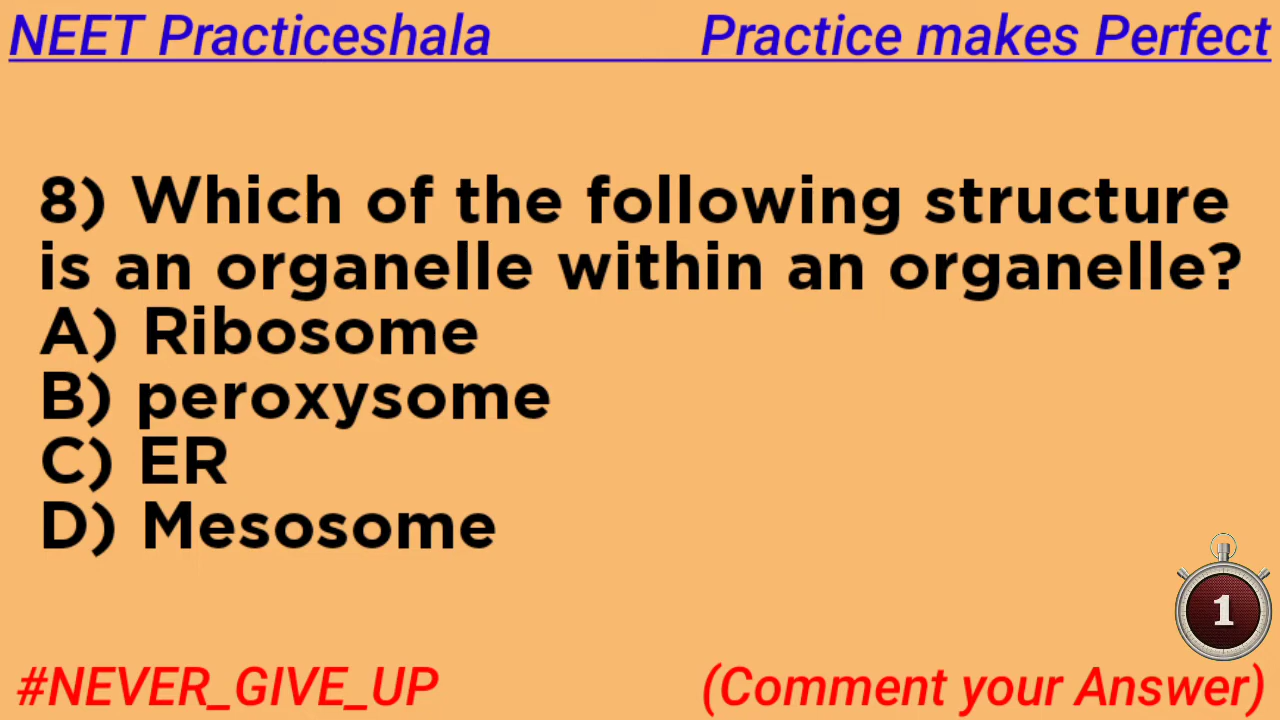 NEET Practiceshala Practice makes Perfect
8) Which of the following structure
is an organelle within an organelle?
A) Ribosome
B) peroxysome
C) ER
D) Mesosome
1
#NEVER_GIVE_UP (Comment your Answer)